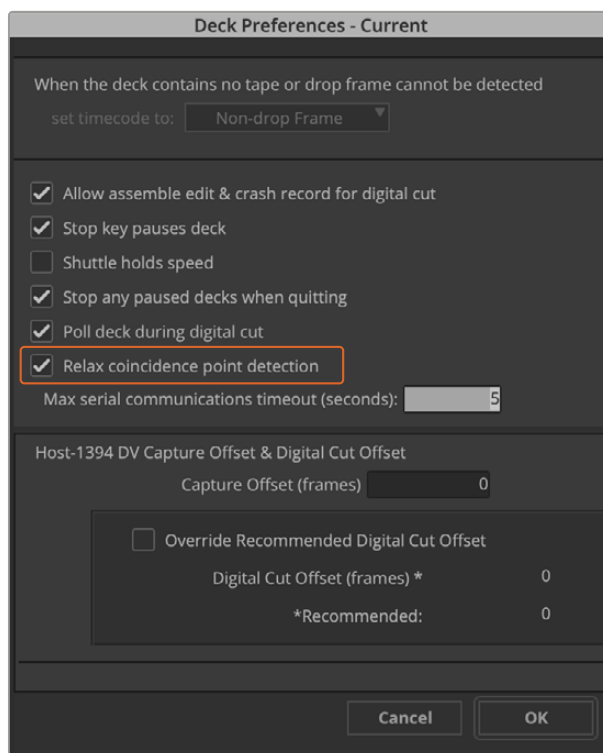 Deck Preferences - Current
When the deck contains no tape or drop frame cannot be detected
set timecode to: Non-drop Frame
Allow assemble edit & crash record for digital cut
Stop key pauses deck
Shuttle holds speed
Stop any paused decks when quitting
Poll deck during digital cut
Relax coincidence point detection
Max serial communications timeout (seconds): 5
Host-1394 DV Capture Offset & Digital Cut Offset
Capture Offset (frames) 0
Override Recommended Digital Cut Offset
Digital Cut Offset (frames) * 0
*Recommended: 0
Cancel OK